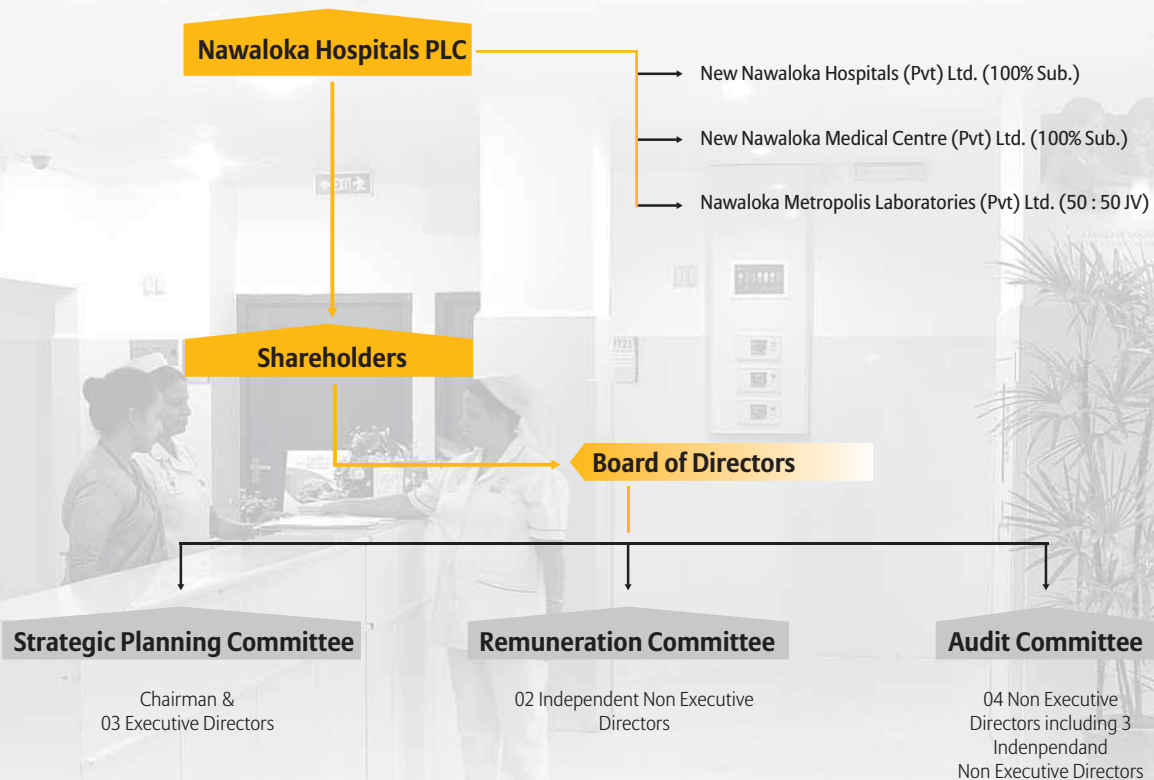 Nawaloka Hospitals PLC
New Nawaloka Hospitals (Pvt) Ltd. (100% Sub.)
New Nawaloka Medical Centre (Pvt) Ltd. (100% Sub.)
Nawaloka Metropolis Laboratories (Pvt) Ltd. (50 : 50 JV)
Shareholders
Board of Directors
Strategic Planning Committee
Chairman &
03 Executive Directors
Remuneration Committee
02 Independent Non Executive
Directors
Audit Committee
04 Non Executive
Directors including 3
Indenpendand
Non Executive Directors